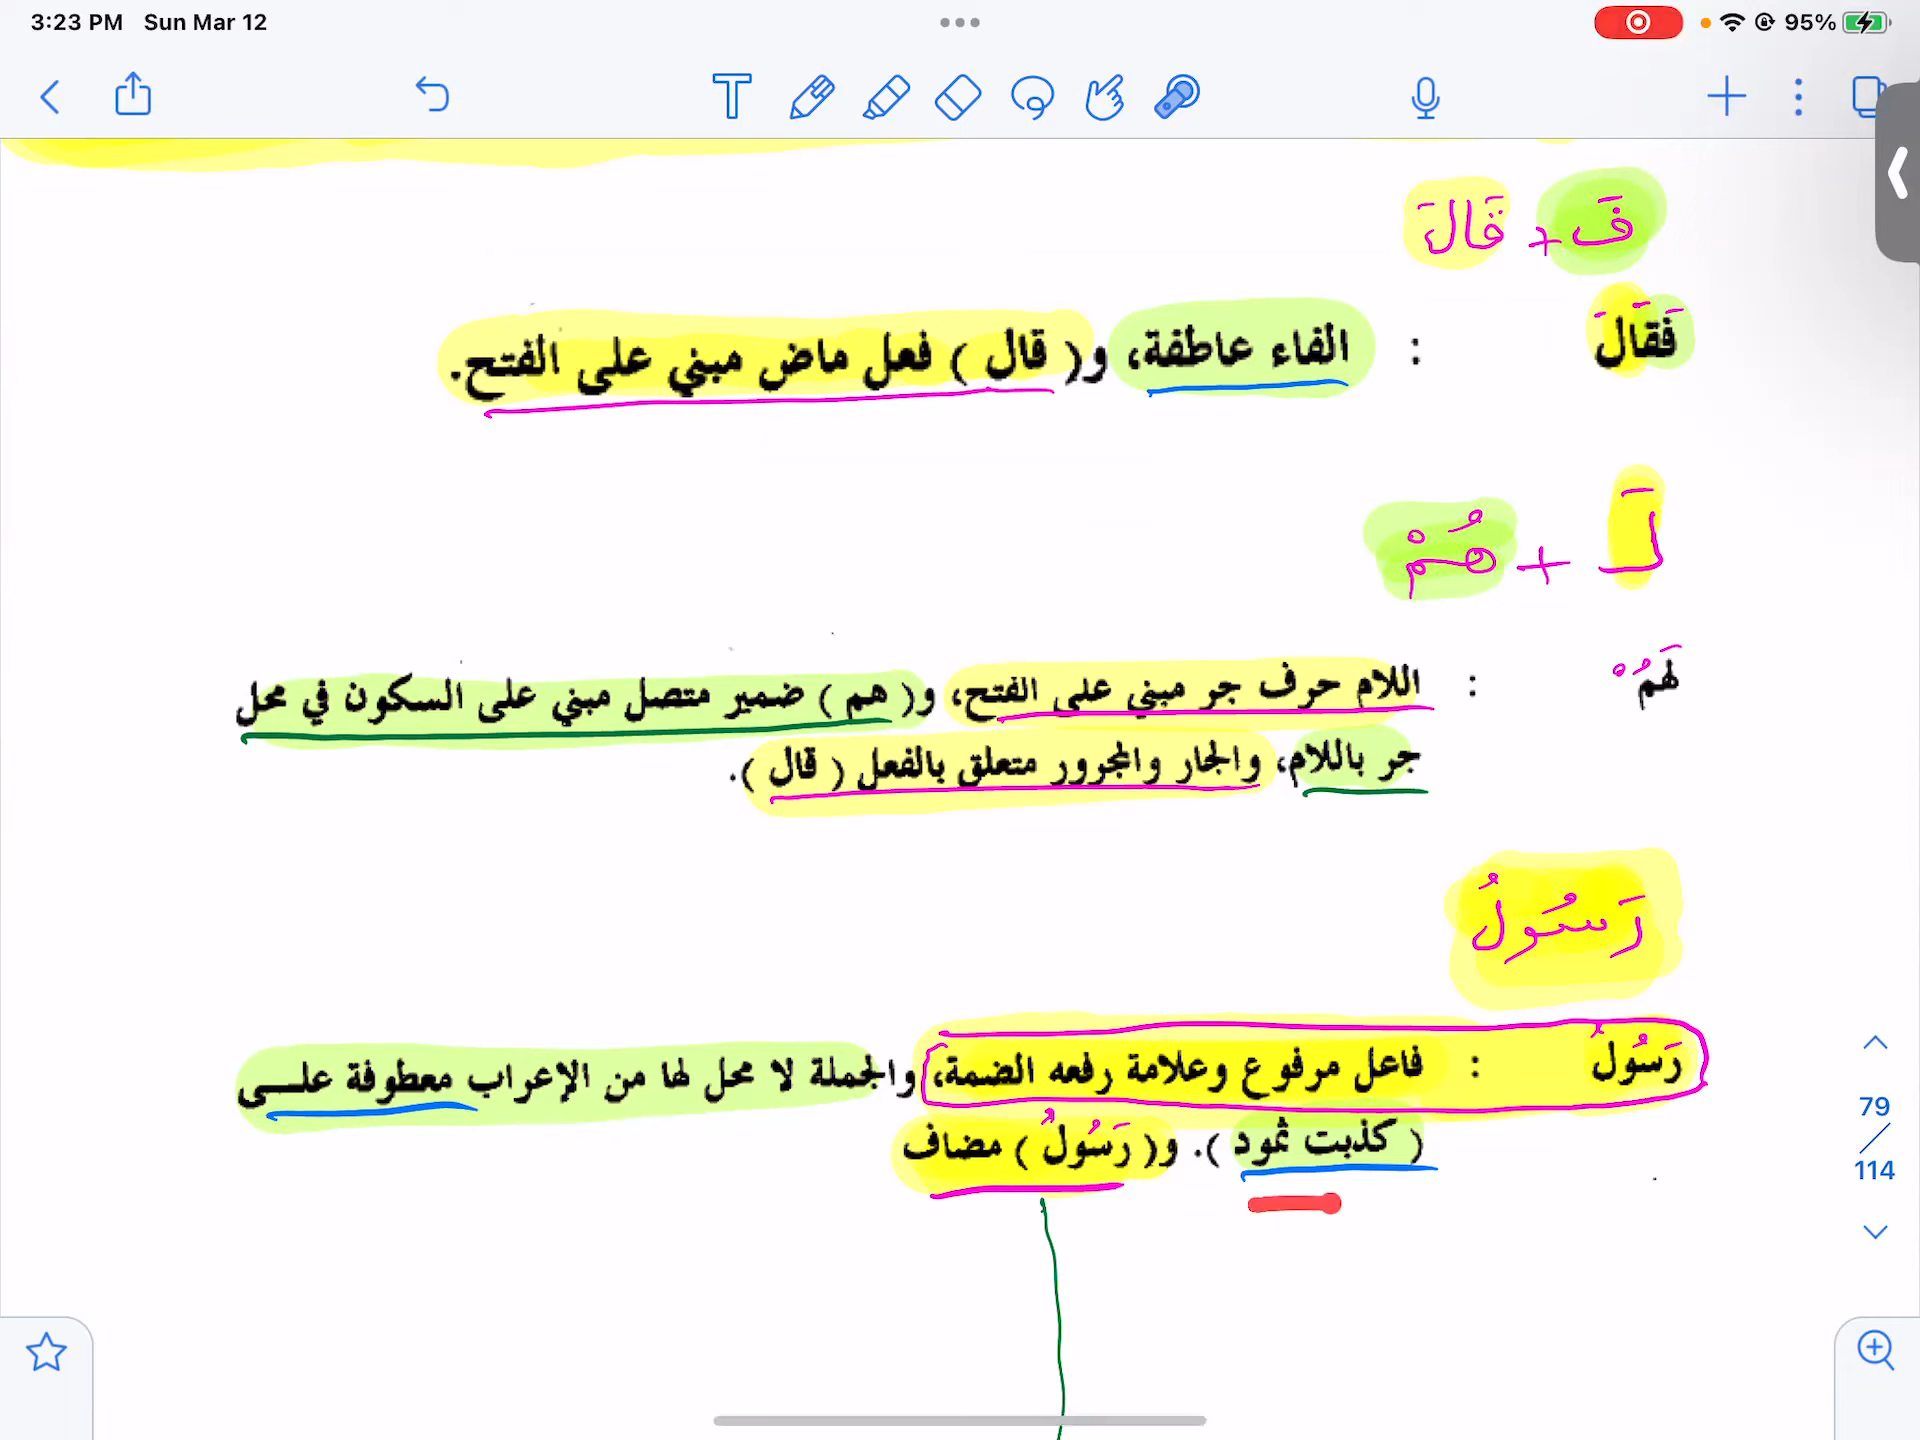 3:23 PM Sun Mar 12 95%
فَ + قَالَ
فَقَالَ : الفاء عاطفة، و( قال ) فعل ماض مبني على الفتح.
لَـ + هُمْ
لَهُمْ : اللام حرف جر مبني على الفتح، و( هم ) ضمير متصل مبني على السكون في محل
جر باللام، والجار والمجرور متعلق بالفعل ( قال ).
رَسُولُ
رَسُولُ : فاعل مرفوع وعلامة رفعه الضمة، والجملة لا محل لها من الإعراب معطوفة علـــى
( كذبت ثمود ). و( رَسُولُ ) مضاف
79
/
114